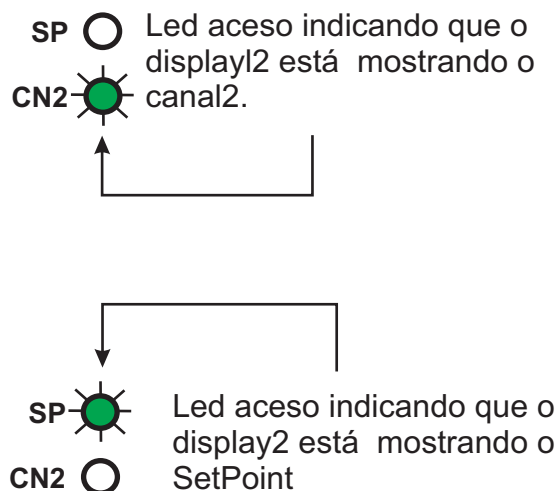 SP Led aceso indicando que o
displayl2 está mostrando o
CN2 canal2.
SP Led aceso indicando que o
display2 está mostrando o
CN2 SetPoint